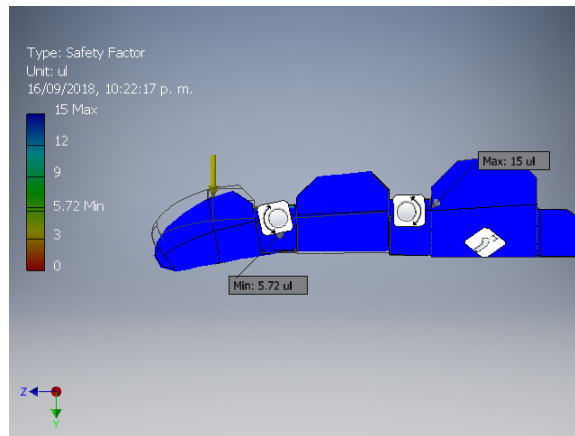 Type: Safety Factor
Unit: ul
16/09/2018, 10:22:17 p. m.
15 Max
12
9
5.72 Min
3
0
Max: 15 ul
Min: 5.72 ul
Z
Y